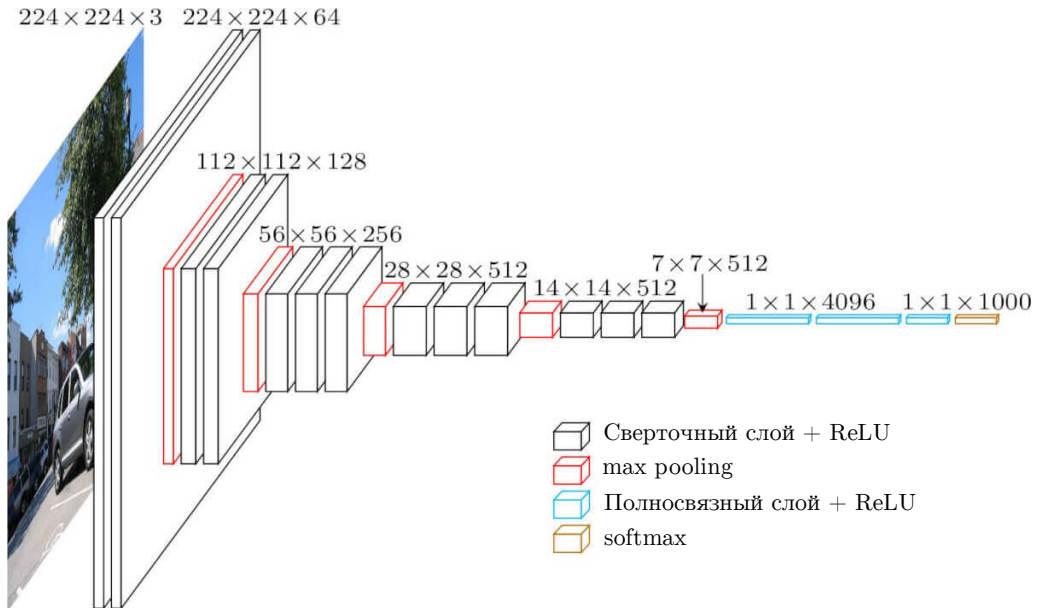 224×224×3
224×224×64
112×112×128
56×56×256
28×28×512
14×14×512
7×7×512
1×1×4096
1×1×1000
Сверточный слой + ReLU
max pooling
Полносвязный слой + ReLU
softmax